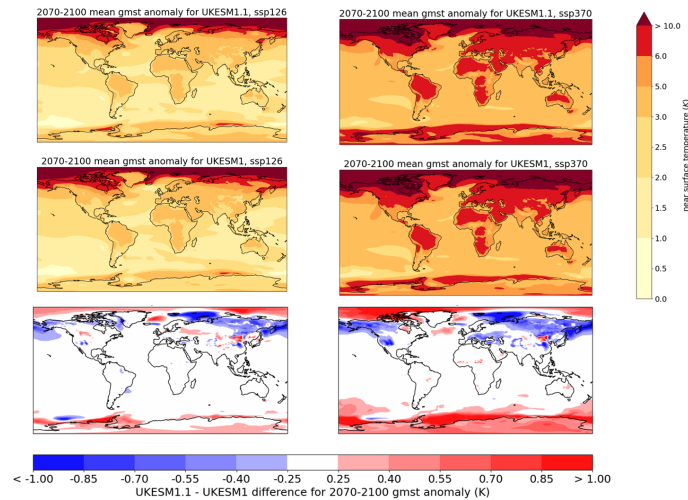 2070-2100 mean gmst anomaly for UKESM1.1, ssp126
2070-2100 mean gmst anomaly for UKESM1.1, ssp370
2070-2100 mean gmst anomaly for UKESM1, ssp126
2070-2100 mean gmst anomaly for UKESM1, ssp370
> 10.0
6.0
5.0
4.0
3.0
2.5
2.0
1.5
1.0
0.5
0.0
near surface temperature (K)
< -1.00 -0.85 -0.70 -0.55 -0.40 -0.25 0.25 0.40 0.55 0.70 0.85 > 1.00
UKESM1.1 - UKESM1 difference for 2070-2100 gmst anomaly (K)